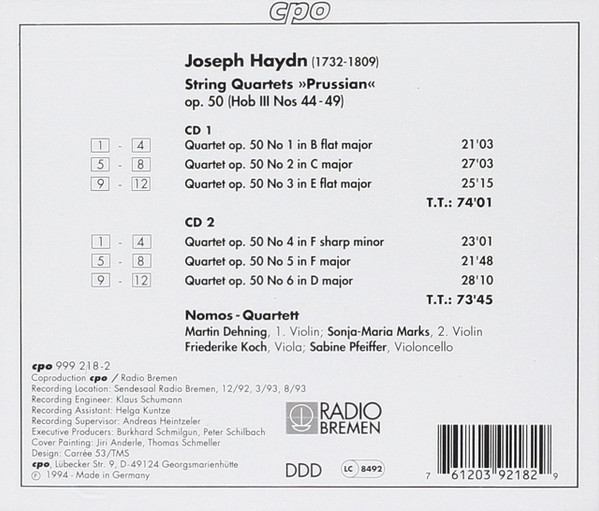 cpo
Joseph Haydn (1732-1809)
String Quartets »Prussian«
op. 50 (Hob III Nos 44-49)
CD 1
1 - 4 Quartet op. 50 No 1 in B flat major 21'03
5 - 8 Quartet op. 50 No 2 in C major 27'03
9 - 12 Quartet op. 50 No 3 in E flat major 25'15
T.T.: 74'01
CD 2
1 - 4 Quartet op. 50 No 4 in F sharp minor 23'01
5 - 8 Quartet op. 50 No 5 in F major 21'48
9 - 12 Quartet op. 50 No 6 in D major 28'10
T.T.: 73'45
Nomos-Quartett
Martin Dehning, 1. Violin; Sonja-Maria Marks, 2. Violin
Friederike Koch, Viola; Sabine Pfeiffer, Violoncello
cpo 999 218-2
Coproduction cpo / Radio Bremen
Recording Location: Sendesaal Radio Bremen, 12/92, 3/93, 8/93
Recording Engineer: Klaus Schumann
Recording Assistant: Helga Kuntze
Recording Supervisor: Andreas Heintzeler
Executive Producers: Burkhard Schmilgun, Peter Schilbach
Cover Painting: Jiri Anderle, Thomas Schmeller
Design: Carrée 53/TMS
cpo, Lübecker Str. 9, D-49124 Georgsmarienhütte
℗ 1994 - Made in Germany
RADIO
BREMEN
DDD
LC 8492
7 61203 92182 9